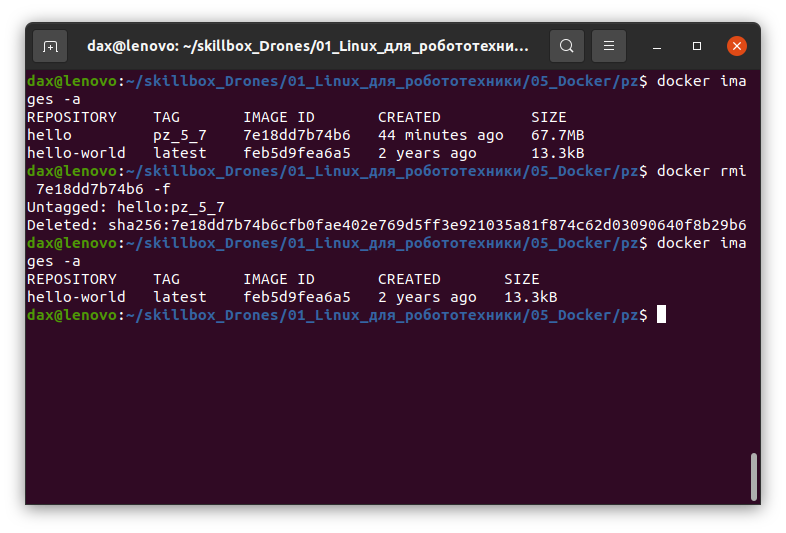 dax@lenovo: ~/skillbox_Drones/01_Linux_для_робототехни…
dax@lenovo:~/skillbox_Drones/01_Linux_для_робототехники/05_Docker/pz$ docker ima
ges -a
REPOSITORY    TAG       IMAGE ID       CREATED          SIZE
hello         pz_5_7    7e18dd7b74b6   44 minutes ago   67.7MB
hello-world   latest    feb5d9fea6a5   2 years ago      13.3kB
dax@lenovo:~/skillbox_Drones/01_Linux_для_робототехники/05_Docker/pz$ docker rmi
 7e18dd7b74b6 -f
Untagged: hello:pz_5_7
Deleted: sha256:7e18dd7b74b6cfb0fae402e769d5ff3e921035a81f874c62d03090640f8b29b6
dax@lenovo:~/skillbox_Drones/01_Linux_для_робототехники/05_Docker/pz$ docker ima
ges -a
REPOSITORY    TAG       IMAGE ID       CREATED       SIZE
hello-world   latest    feb5d9fea6a5   2 years ago   13.3kB
dax@lenovo:~/skillbox_Drones/01_Linux_для_робототехники/05_Docker/pz$